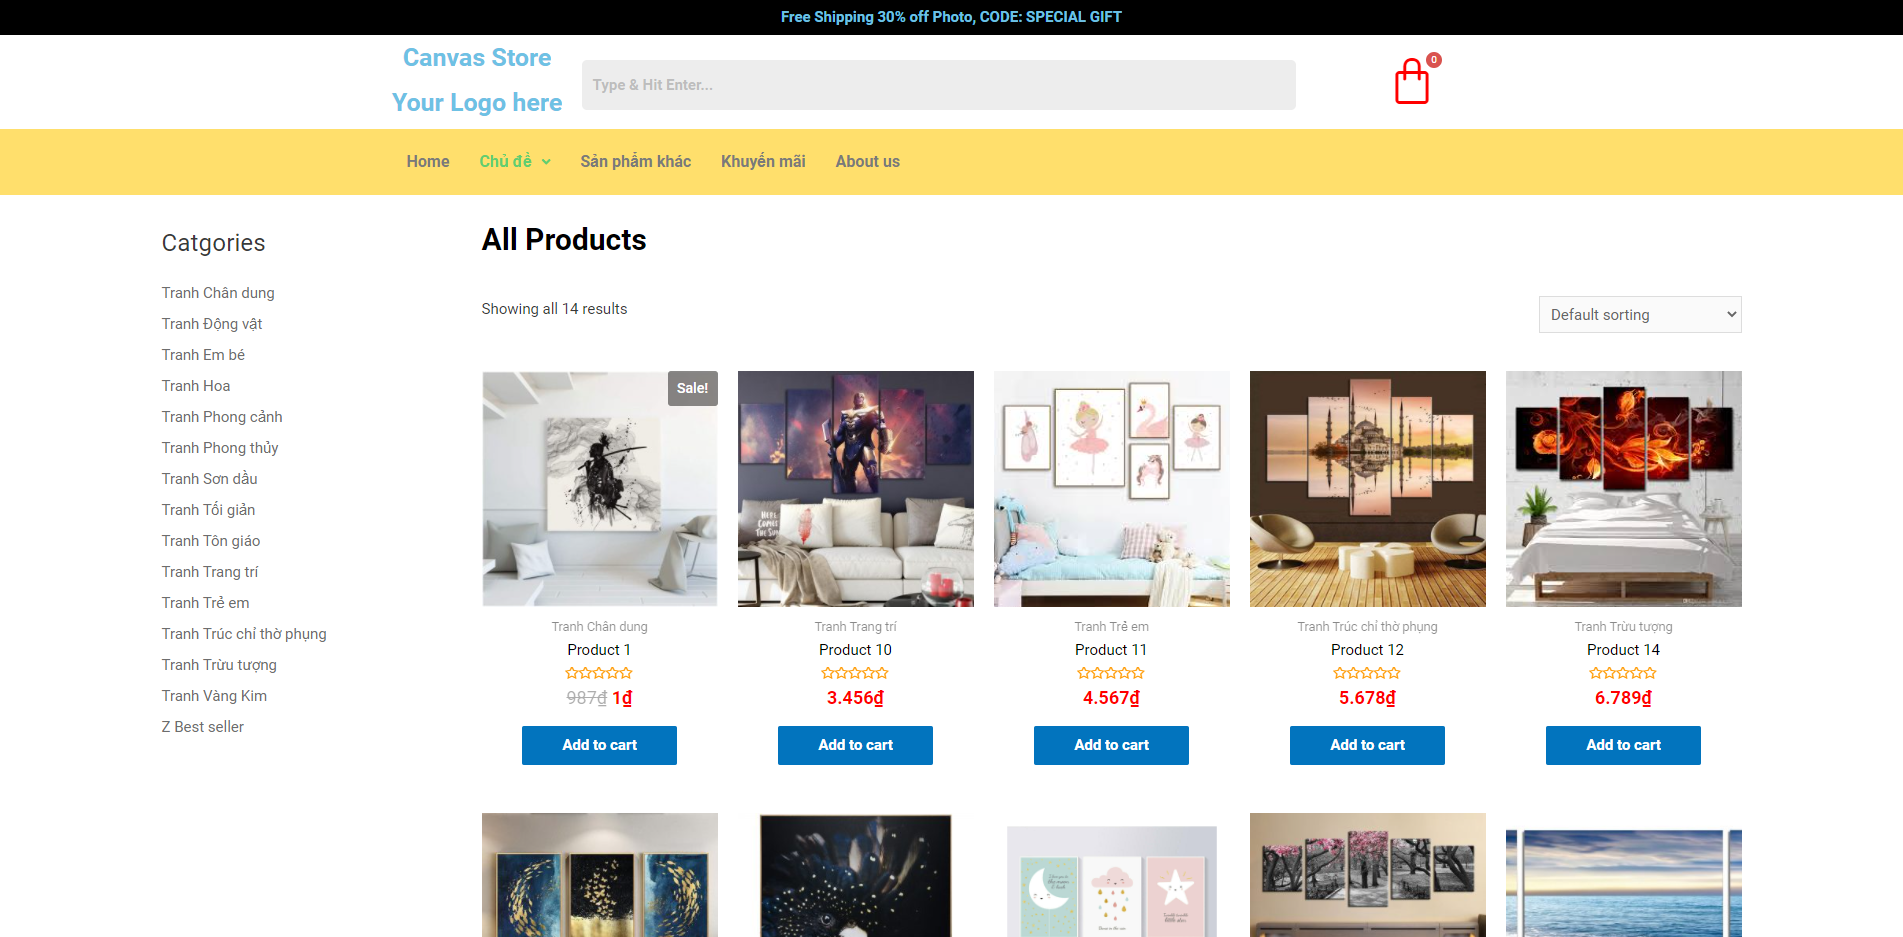 Free Shipping 30% off Photo, CODE: SPECIAL GIFT
Canvas Store
Your Logo here
Type & Hit Enter...
0
Home
Chủ đề
Sản phẩm khác
Khuyến mãi
About us
Catgories
Tranh Chân dung
Tranh Động vật
Tranh Em bé
Tranh Hoa
Tranh Phong cảnh
Tranh Phong thủy
Tranh Sơn dầu
Tranh Tối giản
Tranh Tôn giáo
Tranh Trang trí
Tranh Trẻ em
Tranh Trúc chỉ thờ phụng
Tranh Trừu tượng
Tranh Vàng Kim
Z Best seller
All Products
Showing all 14 results
Default sorting
Sale!
HERE
COMES
THE SUN
Tranh Chân dung
Product 1
987₫ 1₫
Add to cart
Tranh Trang trí
Product 10
3.456₫
Add to cart
Tranh Trẻ em
Product 11
4.567₫
Add to cart
Tranh Trúc chỉ thờ phụng
Product 12
5.678₫
Add to cart
Tranh Trừu tượng
Product 14
6.789₫
Add to cart